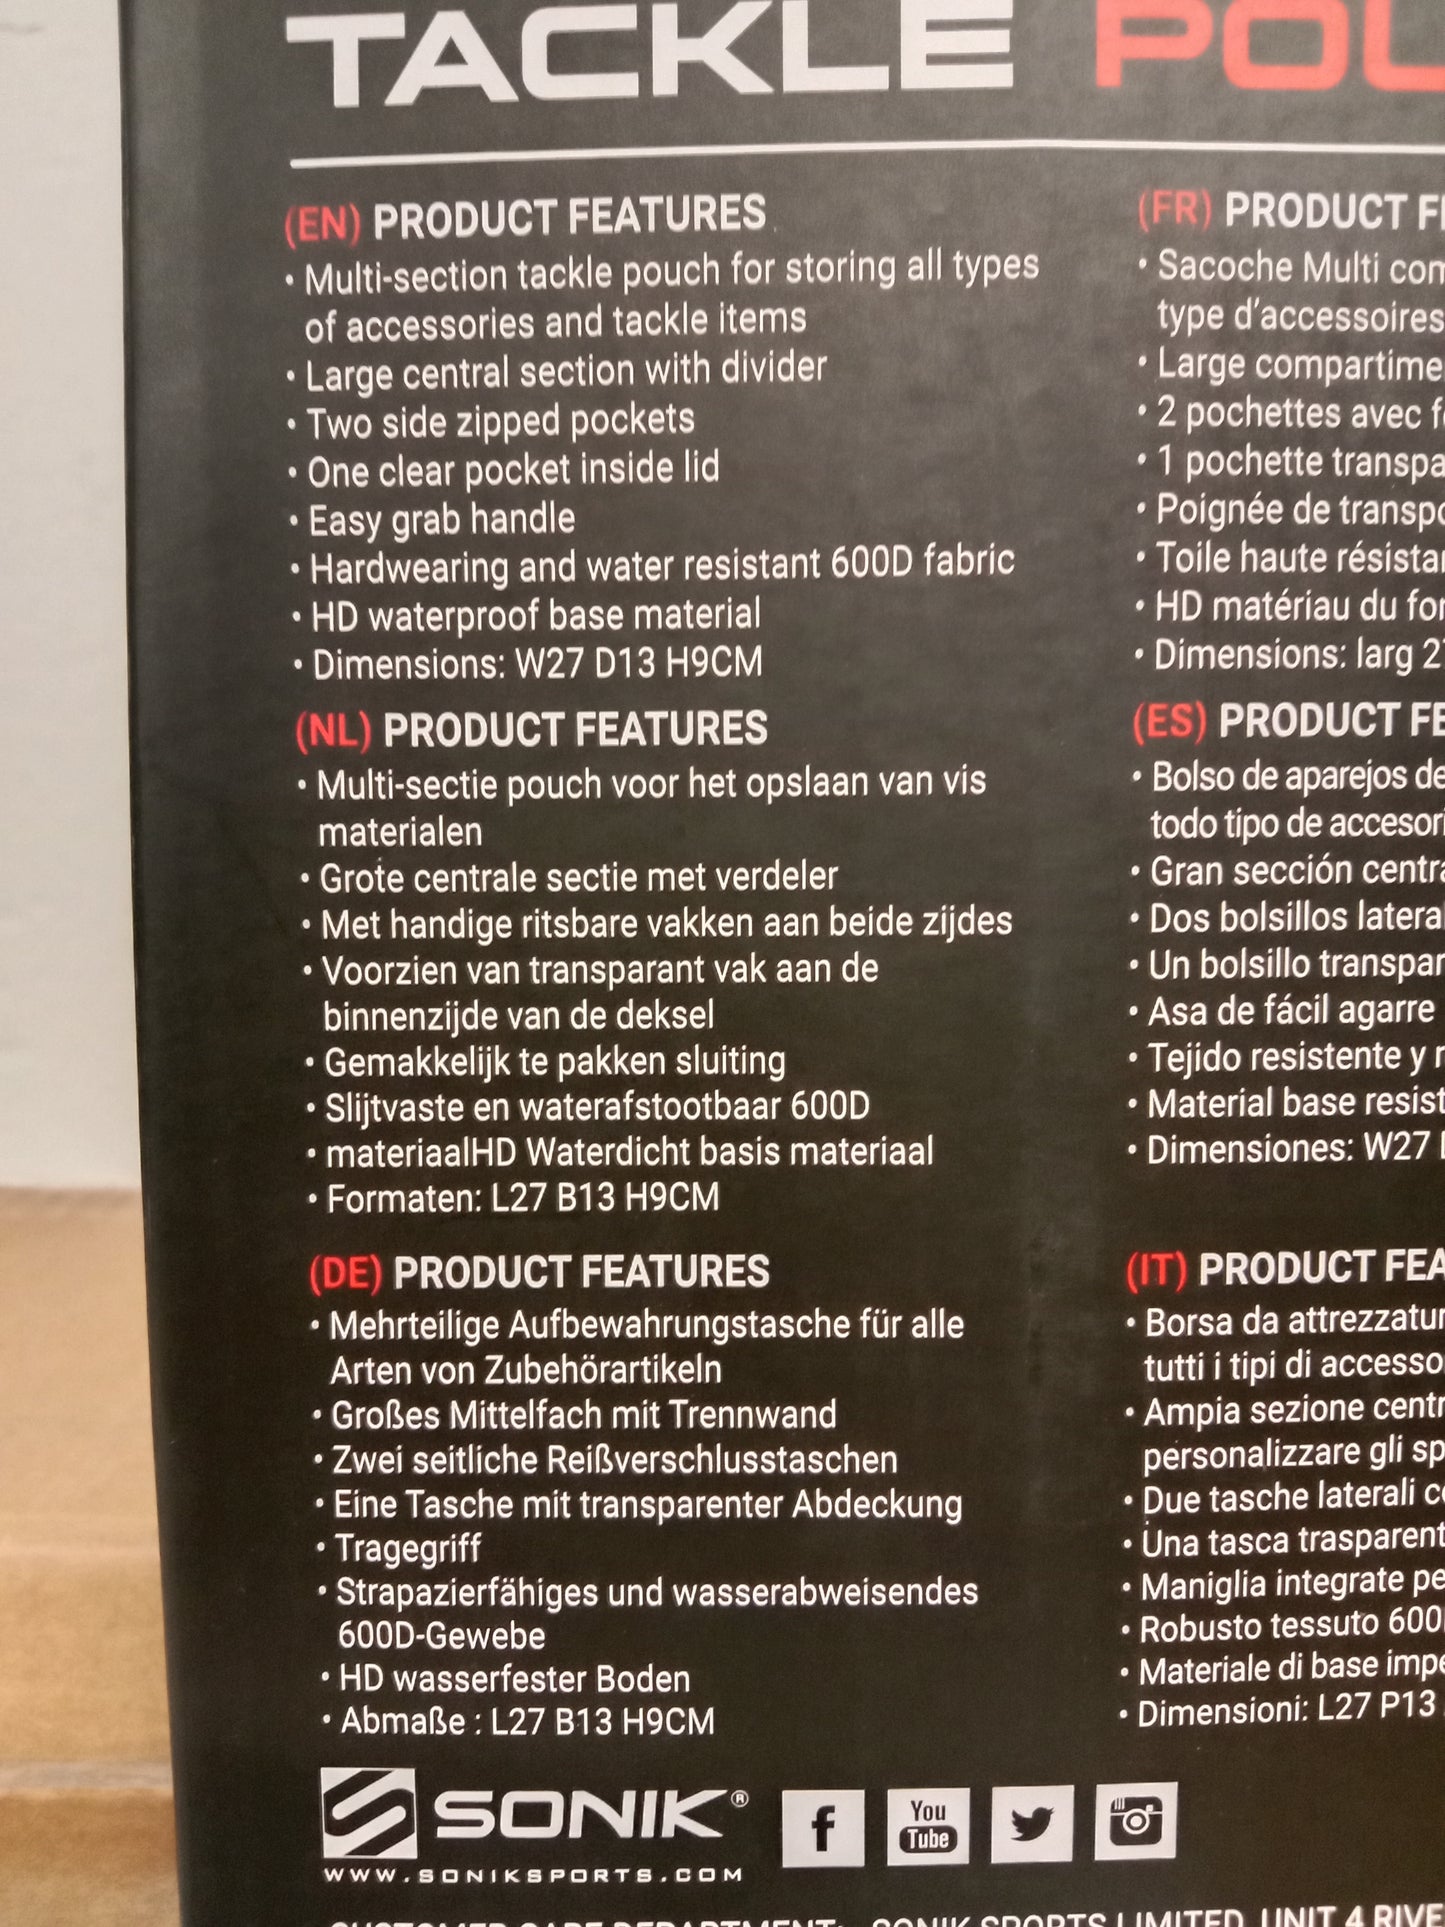 TACKLE
(EN) PRODUCT FEATURES
• Multi-section tackle pouch for storing all types
of accessories and tackle items
• Large central section with divider
• Two side zipped pockets
• One clear pocket inside lid
• Easy grab handle
• Hardwearing and water resistant 600D fabric
• HD waterproof base material
• Dimensions: W27 D13 H9CM
(NL) PRODUCT FEATURES
• Multi-sectie pouch voor het opslaan van vis
materialen
• Grote centrale sectie met verdeler
• Met handige ritsbare vakken aan beide zijdes
• Voorzien van transparant vak aan de
binnenzijde van de deksel
• Gemakkelijk te pakken sluiting
• Slijtvaste en waterafstootbaar 600D
• materiaalHD Waterdicht basis materiaal
• Formaten: L27 B13 H9CM
(DE) PRODUCT FEATURES
• Mehrteilige Aufbewahrungstasche für alle
Arten von Zubehörartikeln
• Großes Mittelfach mit Trennwand
• Zwei seitliche Reißverschlusstaschen
• Eine Tasche mit transparenter Abdeckung
• Tragegriff
• Strapazierfähiges und wasserabweisendes
600D-Gewebe
• HD wasserfester Boden
• Abmaße : L27 B13 H9CM
(FR) PRODUCT
• Sacoche Multi
type d'accessoires
• Large
• 2 pochettes avec
• 1 pochette
• Poignée de
• Toile haute
• HD matériau du
• Dimensions: larg
(ES) PRODUCT
• Bolso de aparejos
todo tipo de
• Gran sección
• Dos bolsillos
• Un bolsillo
• Asa de fácil agarre
• Tejido resistente y
• Material base
• Dimensiones: W27
(IT) PRODUCT
• Borsa da
tutti i tipi di
• Ampia sezione
personalizzare gli
• Due tasche laterali
• Una tasca
• Maniglia integrate
• Robusto tessuto
• Materiale di base
• Dimensioni: L27 P13
SONIK®
WWW.SONIKSPORTS.COM
f
You
Tube
CUSTOMER CARE DEPARTMENT: SONIK SPORTS LIMITED, UNIT 4